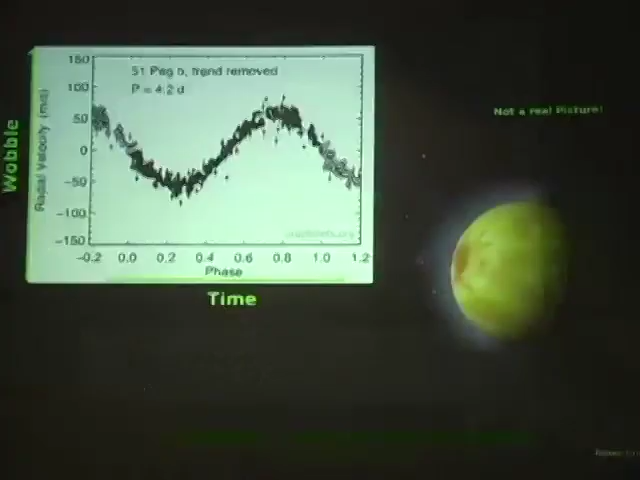 51 Peg b, trend removed
P = 4.2 d
Wobble
Radial Velocity (m/s)
150
100
50
0
-50
-100
-150
-0.2 0.0 0.2 0.4 0.6 0.8 1.0 1.2
Phase
Time
Not a real Picture!